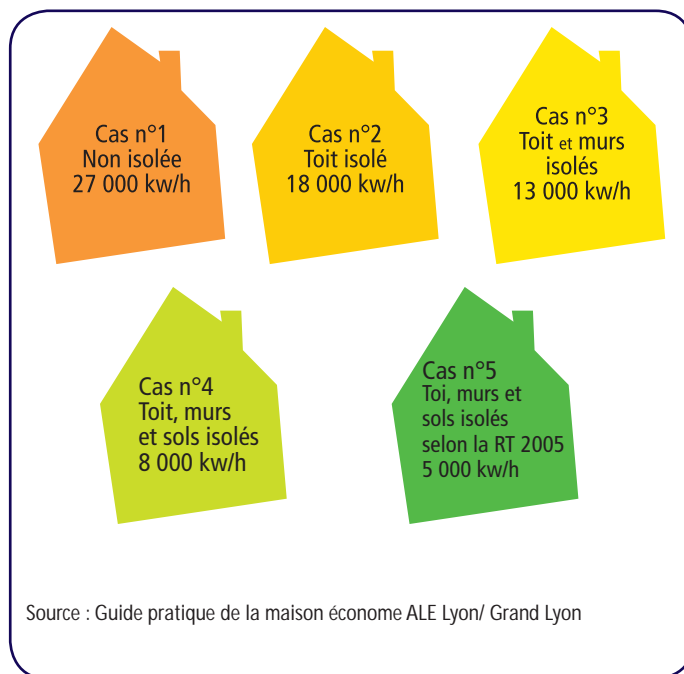 Cas n°1
Non isolée
27 000 kw/h
Cas n°2
Toit isolé
18 000 kw/h
Cas n°3
Toit et murs
isolés
13 000 kw/h
Cas n°4
Toit, murs
et sols isolés
8 000 kw/h
Cas n°5
Toi, murs et
sols isolés
selon la RT 2005
5 000 kw/h
Source : Guide pratique de la maison économe ALE Lyon/ Grand Lyon